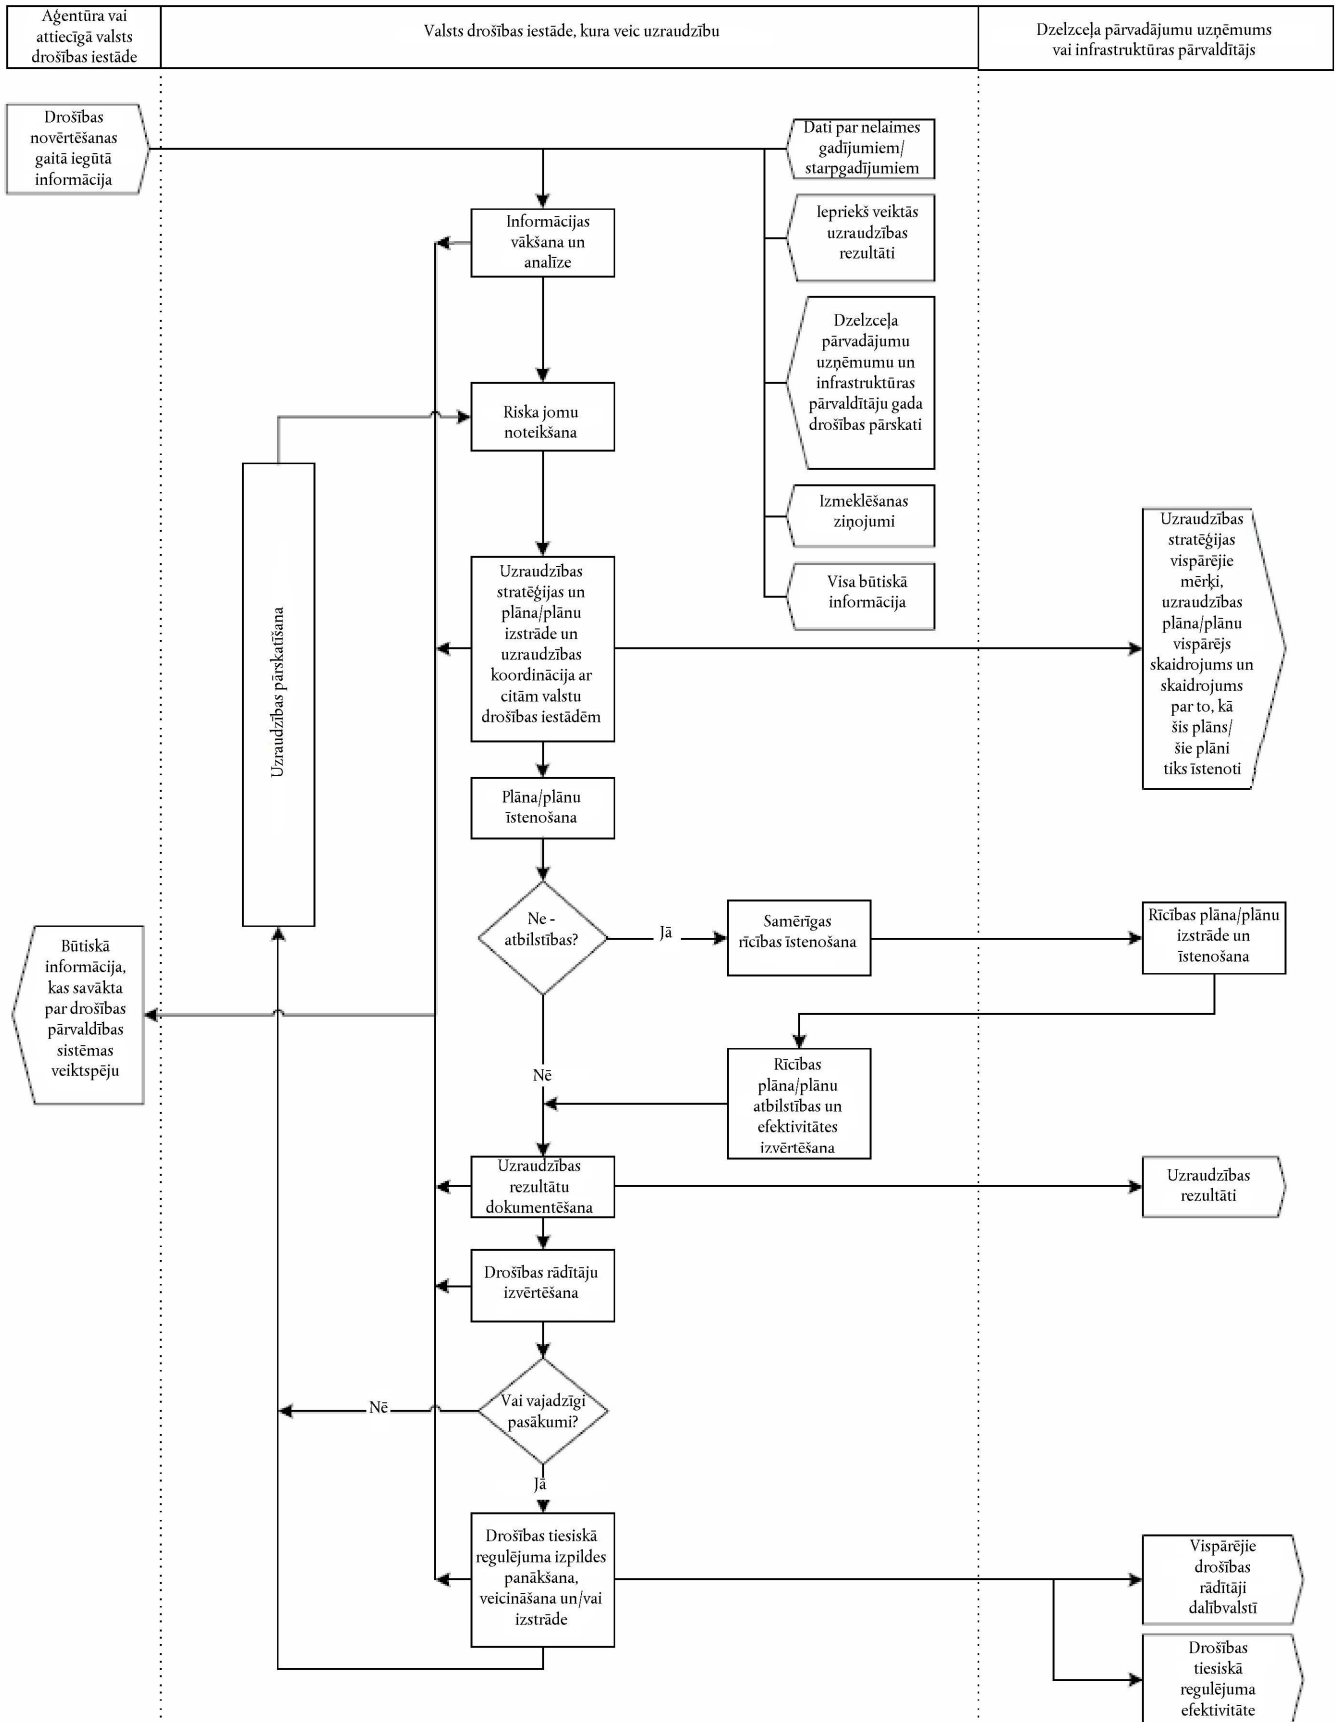 Aģentūra vai
attiecīgā valsts
drošības iestāde
Valsts drošības iestāde, kura veic uzraudzību
Dzelzceļa pārvadājumu uzņēmums
vai infrastruktūras pārvaldītājs
Drošības
novērtēšanas
gaitā iegūtā
informācija
Dati par nelaimes
gadījumiem/
starpgadījumiem
Informācijas
vākšana un
analīze
Iepriekš veiktās
uzraudzības
rezultāti
Dzelzceļa
pārvadājumu
uzņēmumu un
infrastruktūras
pārvaldītāju gada
drošības pārskati
Riska jomu
noteikšana
Izmeklēšanas
ziņojumi
Visa būtiskā
informācija
Uzraudzības
stratēģijas un
plāna/plānu
izstrāde un
uzraudzības
koordinācija ar
citām valstu
drošības iestādēm
Uzraudzības
stratēģijas
vispārējie
mērķi,
uzraudzības
plāna/plānu
vispārējs
skaidrojums un
skaidrojums
par to, kā
šis plāns/
šie plāni
tiks īstenoti
Uzraudzības pārskatīšana
Plāna/plānu
īstenošana
Ne -
atbilstības?
Jā
Samērīgas
rīcības īstenošana
Rīcības plāna/plānu
izstrāde un
īstenošana
Būtiskā
informācija,
kas savākta
par drošības
pārvaldības
sistēmas
veiktspēju
Nē
Rīcības
plāna/plānu
atbilstības un
efektivitātes
izvērtēšana
Uzraudzības
rezultātu
dokumentēšana
Uzraudzības
rezultāti
Drošības rādītāju
izvērtēšana
Vai vajadzīgi
pasākumi?
Nē
Jā
Drošības tiesiskā
regulējuma izpildes
panākšana,
veicināšana un/vai
izstrāde
Vispārējie
drošības
rādītāji
dalībvalstī
Drošības
tiesiskā
regulējuma
efektivitāte